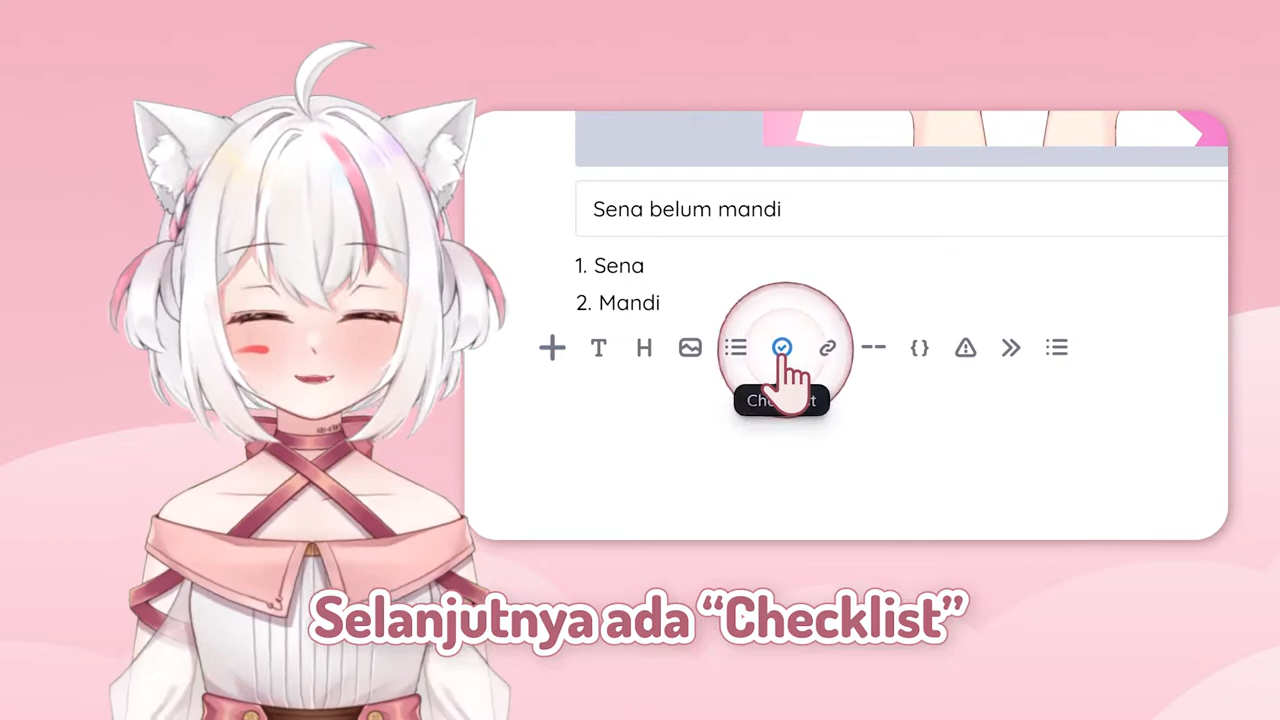 Sena belum mandi
1. Sena
2. Mandi
T H
Selanjutnya ada “Checklist”